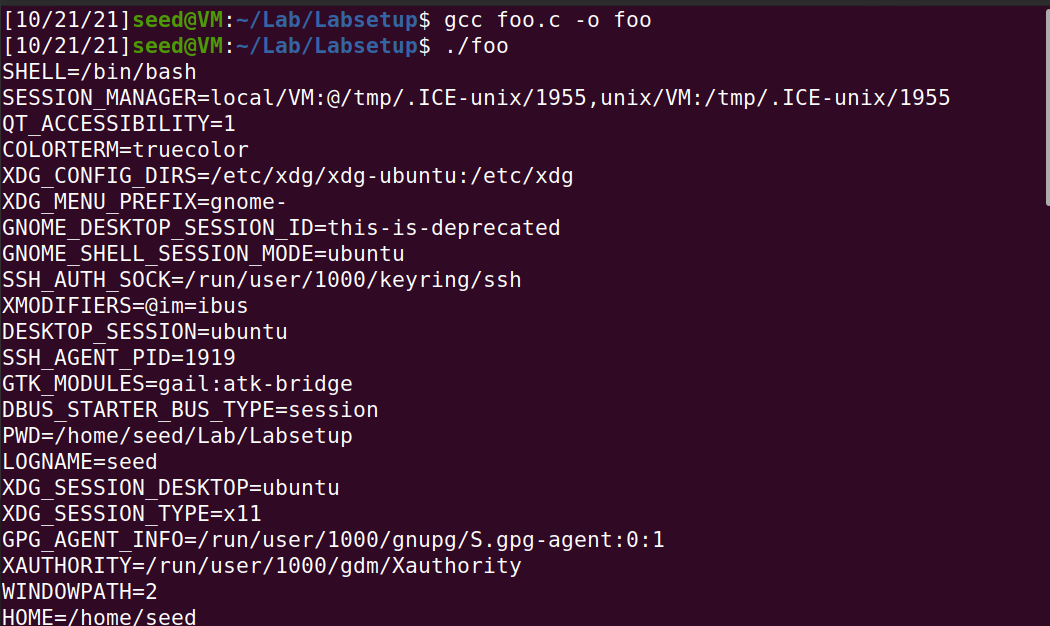 [10/21/21]seed@VM:~/Lab/Labsetup$ gcc foo.c -o foo
[10/21/21]seed@VM:~/Lab/Labsetup$ ./foo
SHELL=/bin/bash
SESSION_MANAGER=local/VM:@/tmp/.ICE-unix/1955,unix/VM:/tmp/.ICE-unix/1955
QT_ACCESSIBILITY=1
COLORTERM=truecolor
XDG_CONFIG_DIRS=/etc/xdg/xdg-ubuntu:/etc/xdg
XDG_MENU_PREFIX=gnome-
GNOME_DESKTOP_SESSION_ID=this-is-deprecated
GNOME_SHELL_SESSION_MODE=ubuntu
SSH_AUTH_SOCK=/run/user/1000/keyring/ssh
XMODIFIERS=@im=ibus
DESKTOP_SESSION=ubuntu
SSH_AGENT_PID=1919
GTK_MODULES=gail:atk-bridge
DBUS_STARTER_BUS_TYPE=session
PWD=/home/seed/Lab/Labsetup
LOGNAME=seed
XDG_SESSION_DESKTOP=ubuntu
XDG_SESSION_TYPE=x11
GPG_AGENT_INFO=/run/user/1000/gnupg/S.gpg-agent:0:1
XAUTHORITY=/run/user/1000/gdm/Xauthority
WINDOWPATH=2
HOME=/home/seed